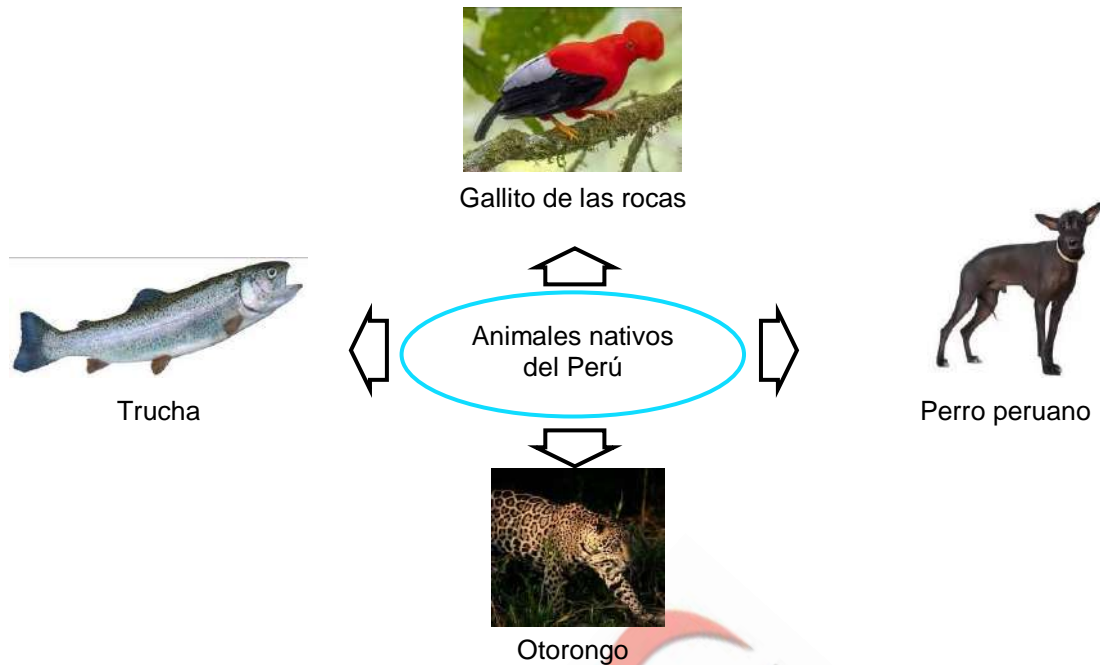 Gallito de las rocas
Animales nativos
del Perú
Trucha
Perro peruano
Otorongo